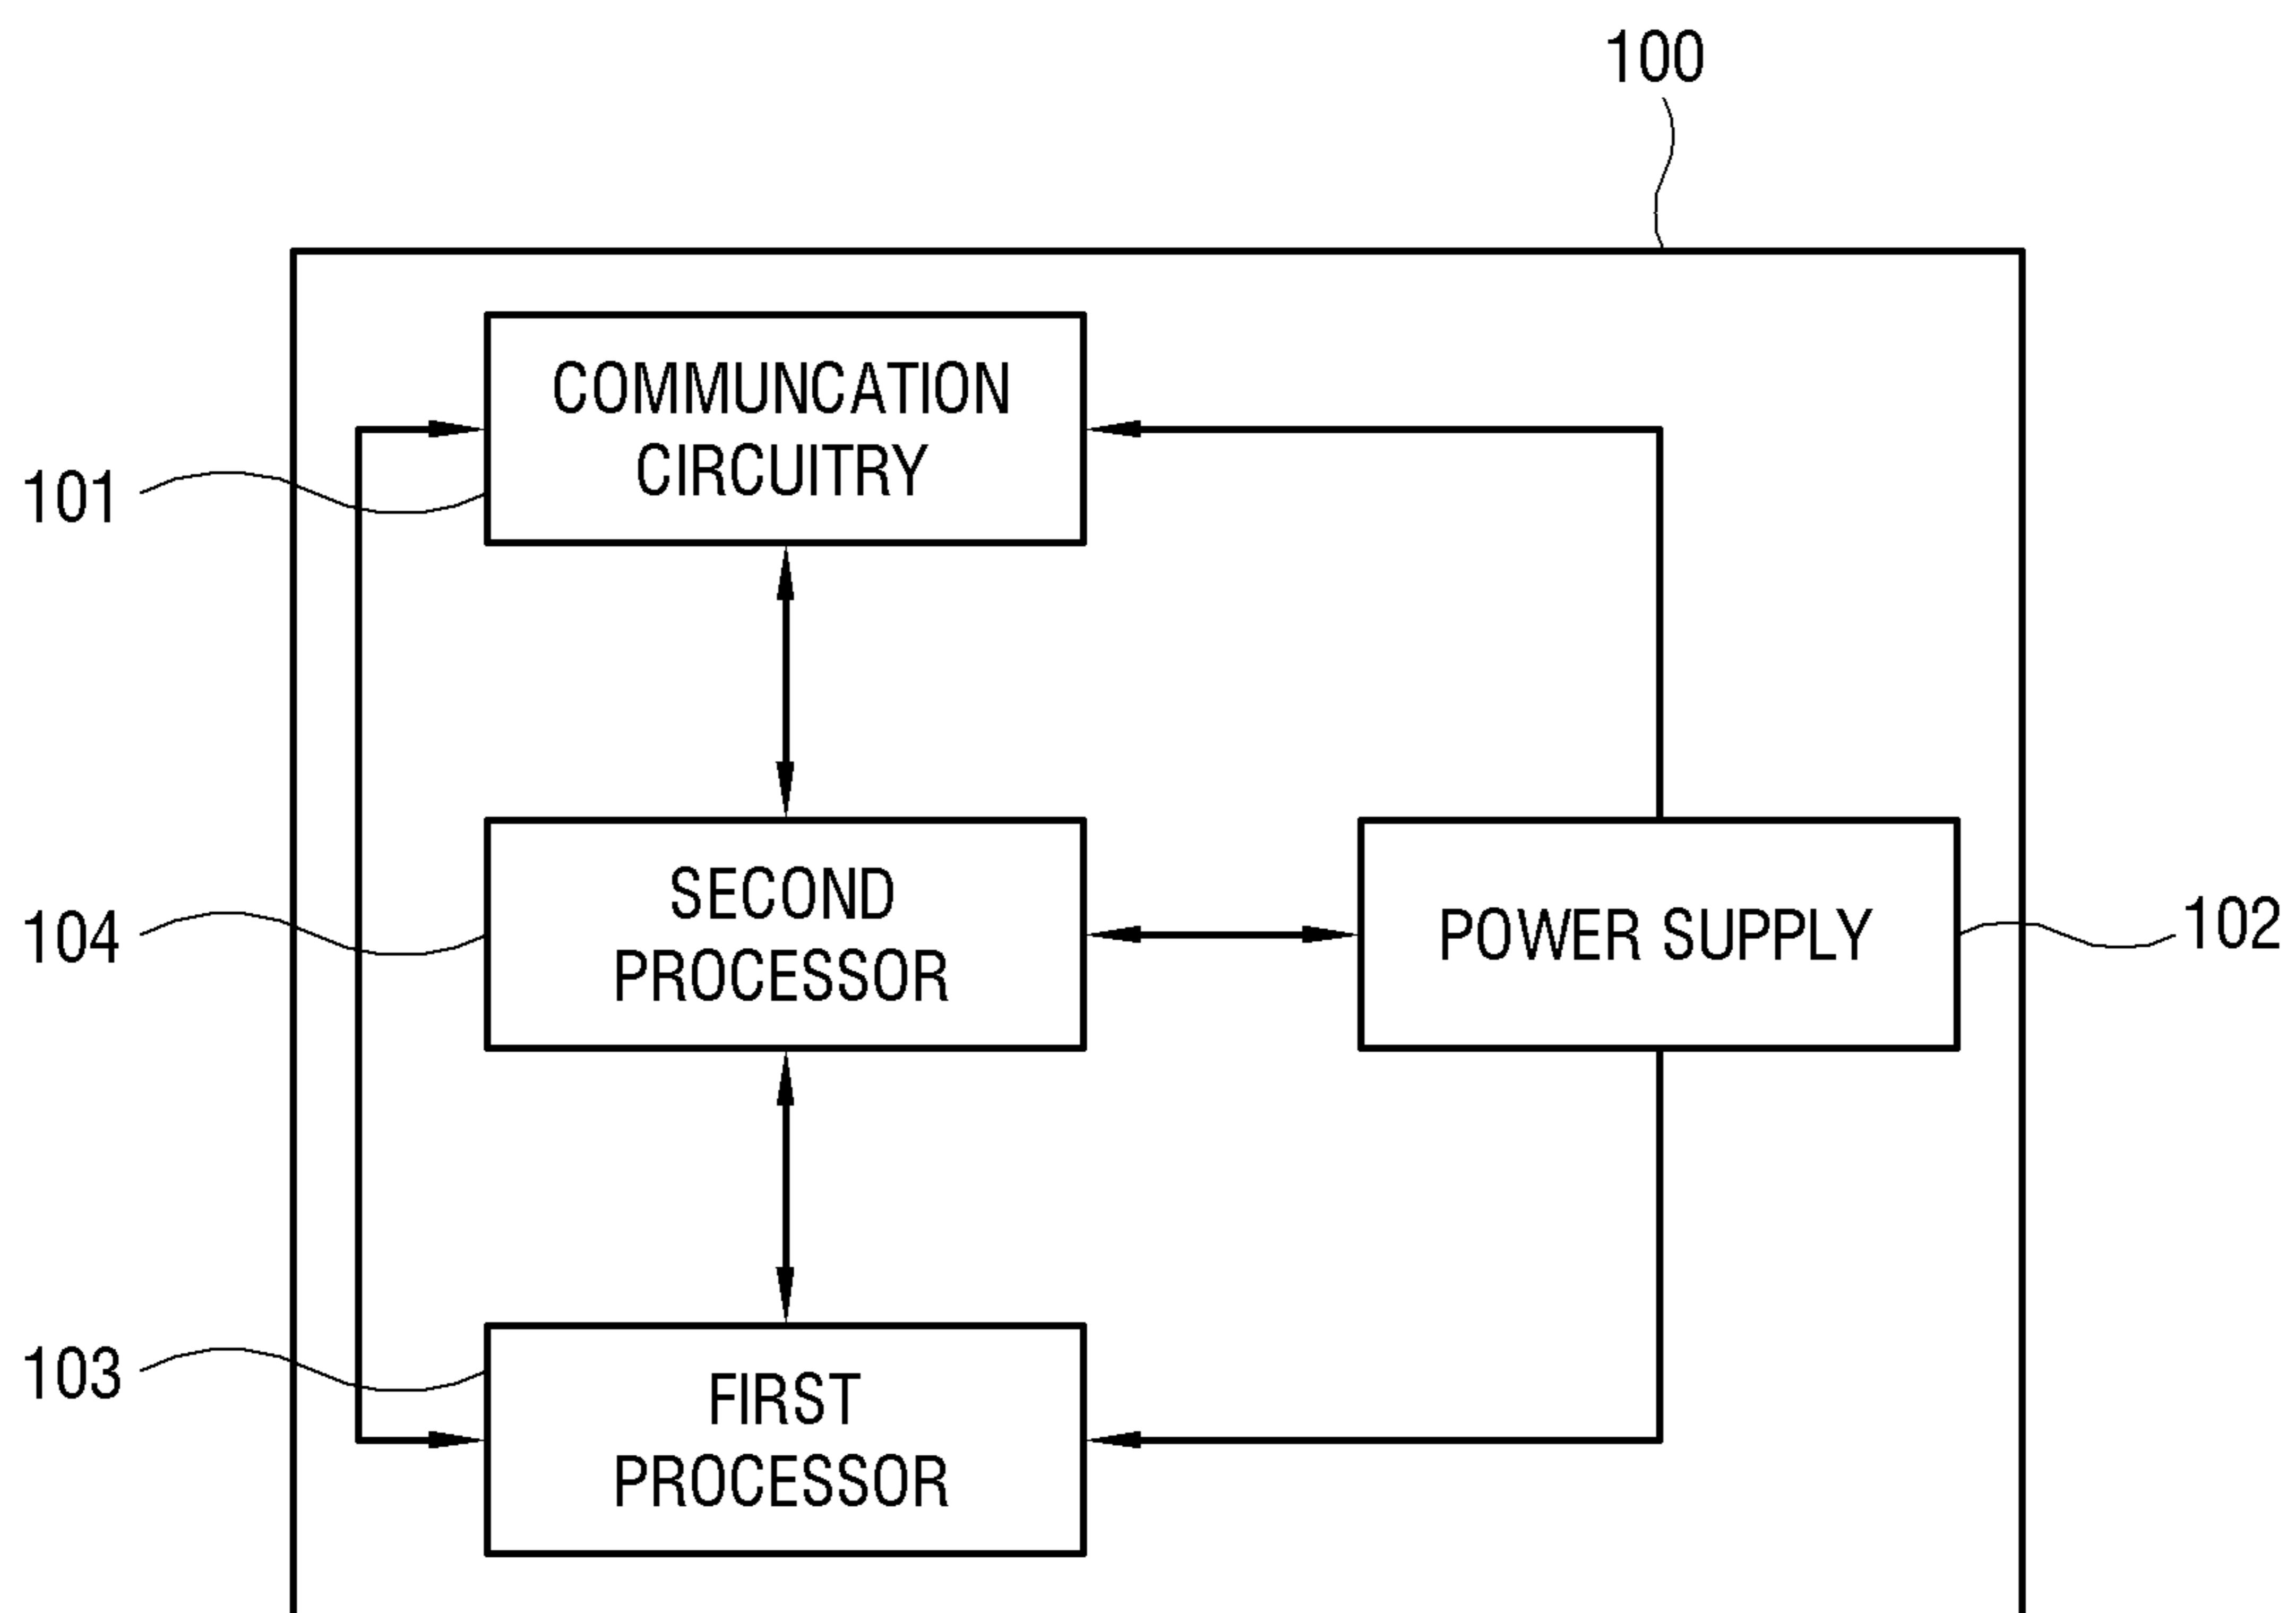 100
COMMUNCATION
CIRCUITRY
101
SECOND
PROCESSOR
104
POWER SUPPLY
102
103
FIRST
PROCESSOR